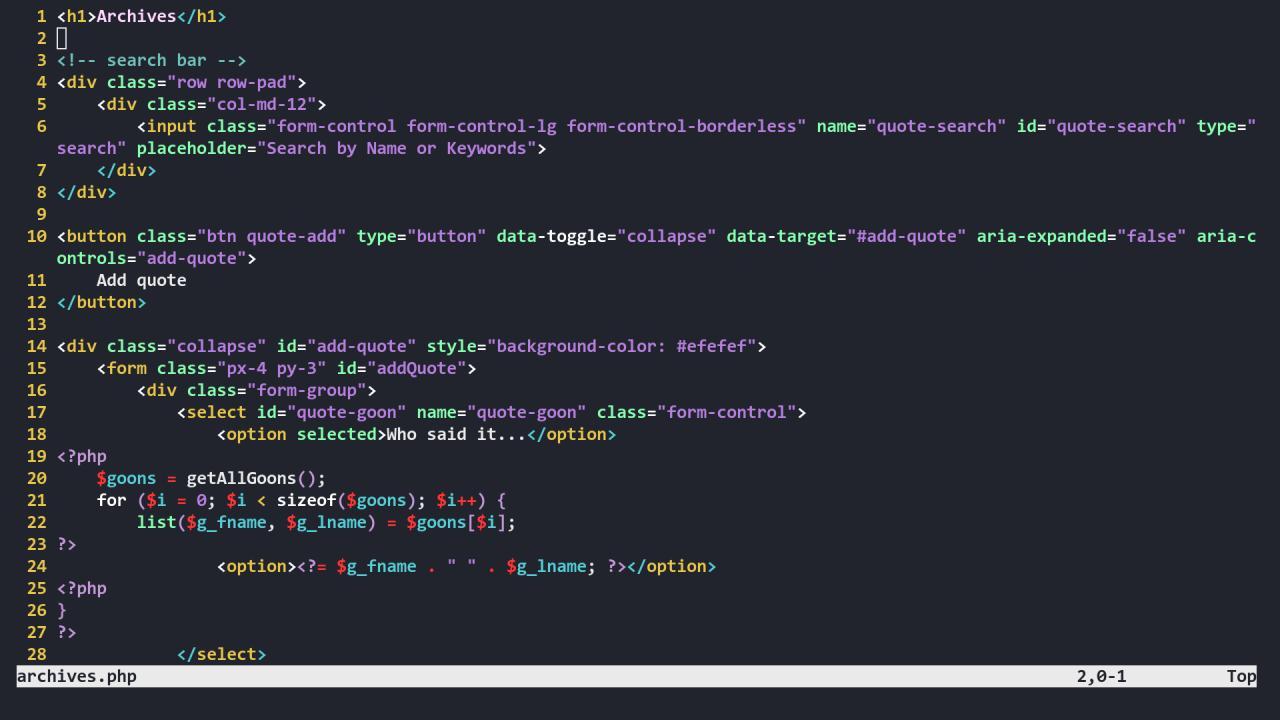 1 <h1>Archives</h1>
2
3 <!-- search bar -->
4 <div class="row row-pad">
5     <div class="col-md-12">
6         <input class="form-control form-control-lg form-control-borderless" name="quote-search" id="quote-search" type="
search" placeholder="Search by Name or Keywords">
7     </div>
8 </div>
9
10 <button class="btn quote-add" type="button" data-toggle="collapse" data-target="#add-quote" aria-expanded="false" aria-c
ontrols="add-quote">
11     Add quote
12 </button>
13
14 <div class="collapse" id="add-quote" style="background-color: #efefef">
15     <form class="px-4 py-3" id="addQuote">
16         <div class="form-group">
17             <select id="quote-goon" name="quote-goon" class="form-control">
18                 <option selected>Who said it...</option>
19 <?php
20     $goons = getAllGoons();
21     for ($i = 0; $i < sizeof($goons); $i++) {
22         list($g_fname, $g_lname) = $goons[$i];
23 ?>
24                 <option><?= $g_fname . " " . $g_lname; ?></option>
25 <?php
26 }
27 ?>
28             </select>
archives.php 2,0-1 Top